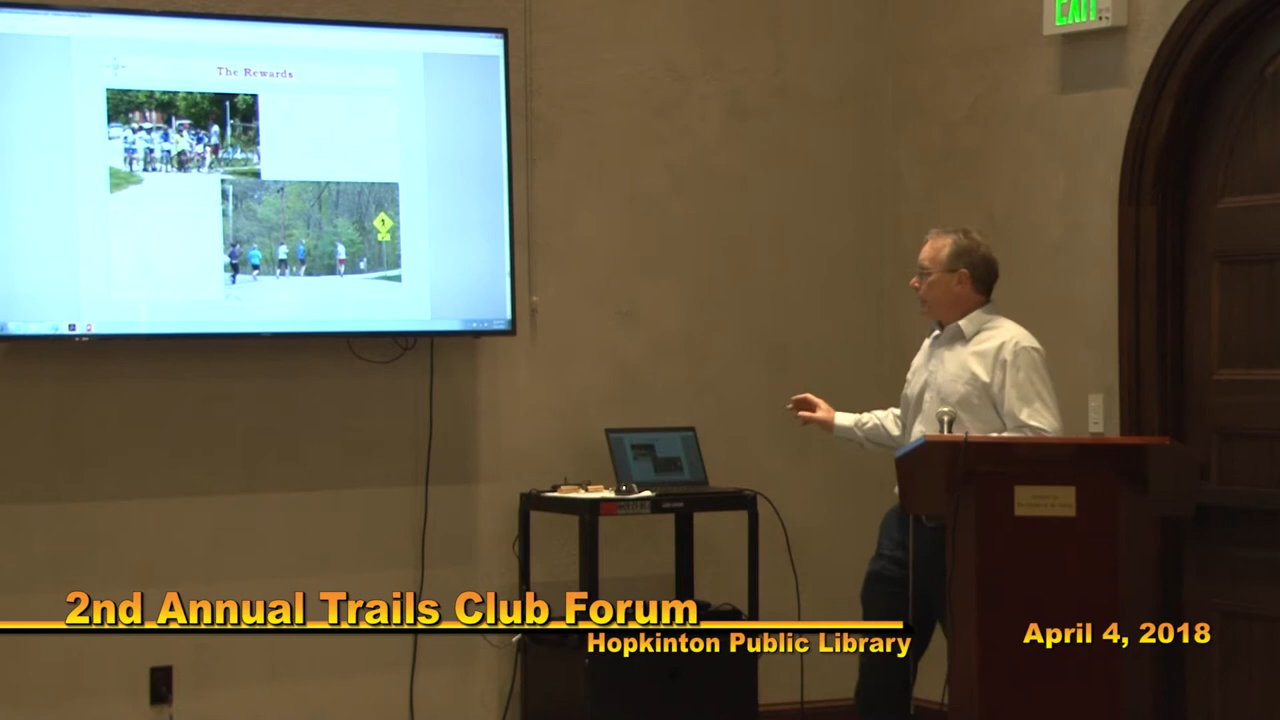 EXIT
The Rewards
2nd Annual Trails Club Forum
Hopkinton Public Library
April 4, 2018